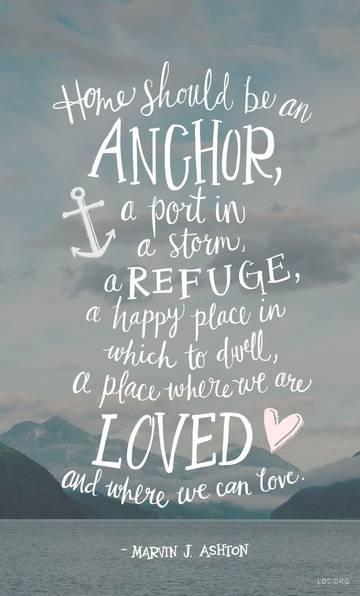 Home should be an
ANCHOR,
a port in
a storm,
a REFUGE,
a happy place in
which to dwell,
a place where we are
LOVED
and where we can love.
- MARVIN J. ASHTON
LDS.ORG